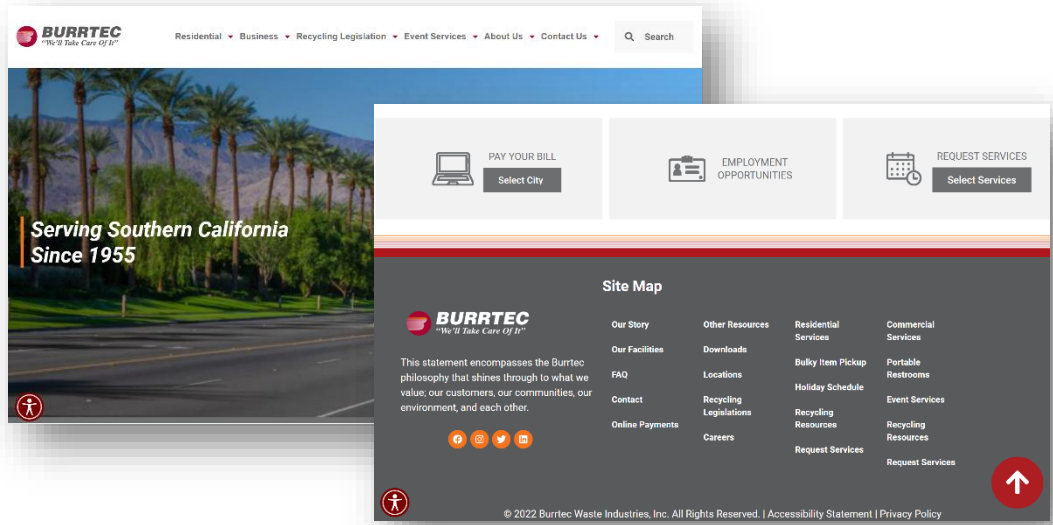 BURRTEC
"We'll Take Care Of It"
Residential Business Recycling Legislation Event Services About Us Contact Us Search
Serving Southern California
Since 1955
PAY YOUR BILL
Select City
EMPLOYMENT
OPPORTUNITIES
REQUEST SERVICES
Select Services
Site Map
BURRTEC
"We'll Take Care Of It"
This statement encompasses the Burrtec
philosophy that shines through to what we
value; our customers, our communities, our
environment, and each other.
Our Story
Our Facilities
FAQ
Contact
Online Payments
Other Resources
Downloads
Locations
Recycling
Legislations
Careers
Residential
Services
Bulky Item Pickup
Holiday Schedule
Recycling
Resources
Request Services
Commercial
Services
Portable
Restrooms
Event Services
Recycling
Resources
Request Services
© 2022 Burrtec Waste Industries, Inc. All Rights Reserved. | Accessibility Statement | Privacy Policy